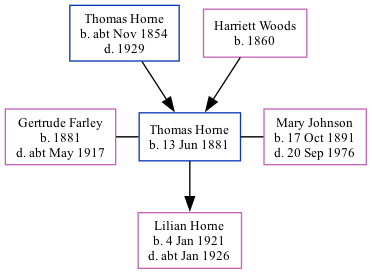 Thomas Horne
b. abt Nov 1854
d. 1929
Harriett Woods
b. 1860
Gertrude Farley
b. 1881
d. abt May 1917
Thomas Horne
b. 13 Jun 1881
Mary Johnson
b. 17 Oct 1891
d. 20 Sep 1976
Lilian Horne
b. 4 Jan 1921
d. abt Jan 1926